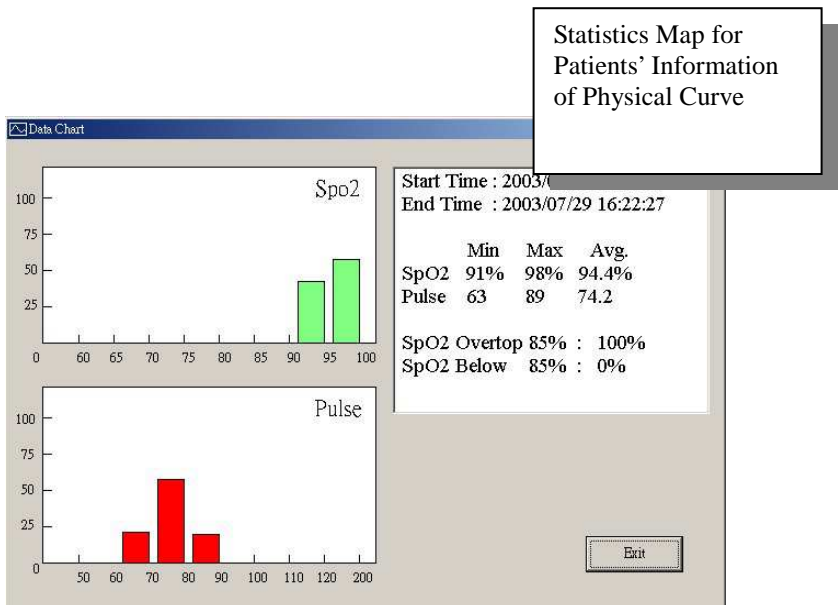 Statistics Map for
Patients’ Information
of Physical Curve
Data Chart
Spo2
100
75
50
25
0 60 65 70 75 80 85 90 95 100
Start Time : 2003/
End Time : 2003/07/29 16:22:27
Min Max Avg.
SpO2 91% 98% 94.4%
Pulse 63 89 74.2
SpO2 Overtop 85% : 100%
SpO2 Below 85% : 0%
Pulse
100
75
50
25
0 50 60 70 80 90 100 110 120 200
Exit